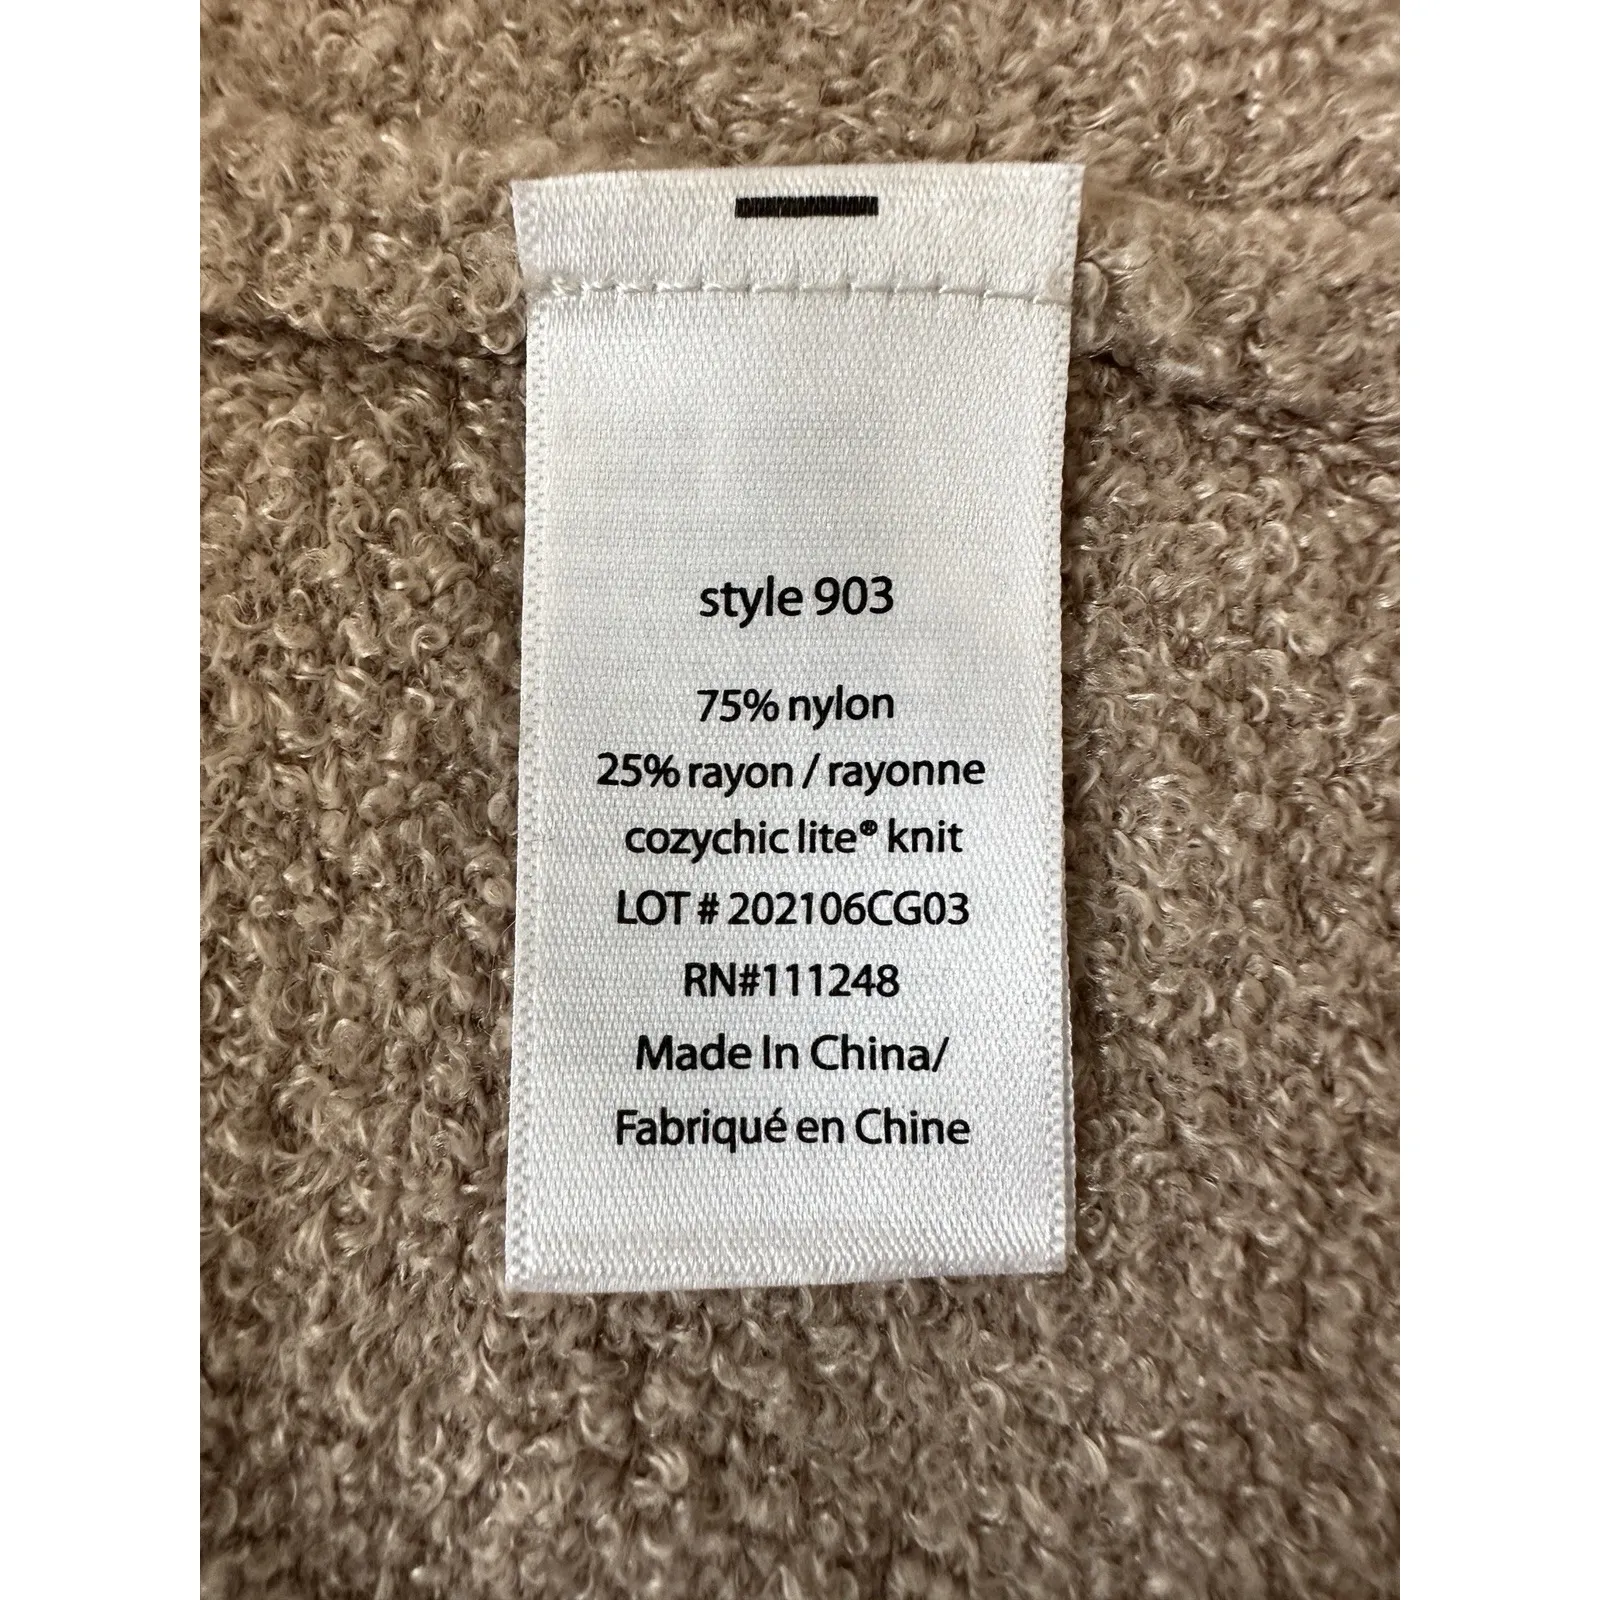 style 903
75% nylon
25% rayon / rayonne
cozychic lite® knit
LOT # 202106CG03
RN#111248
Made In China/
Fabriqué en Chine